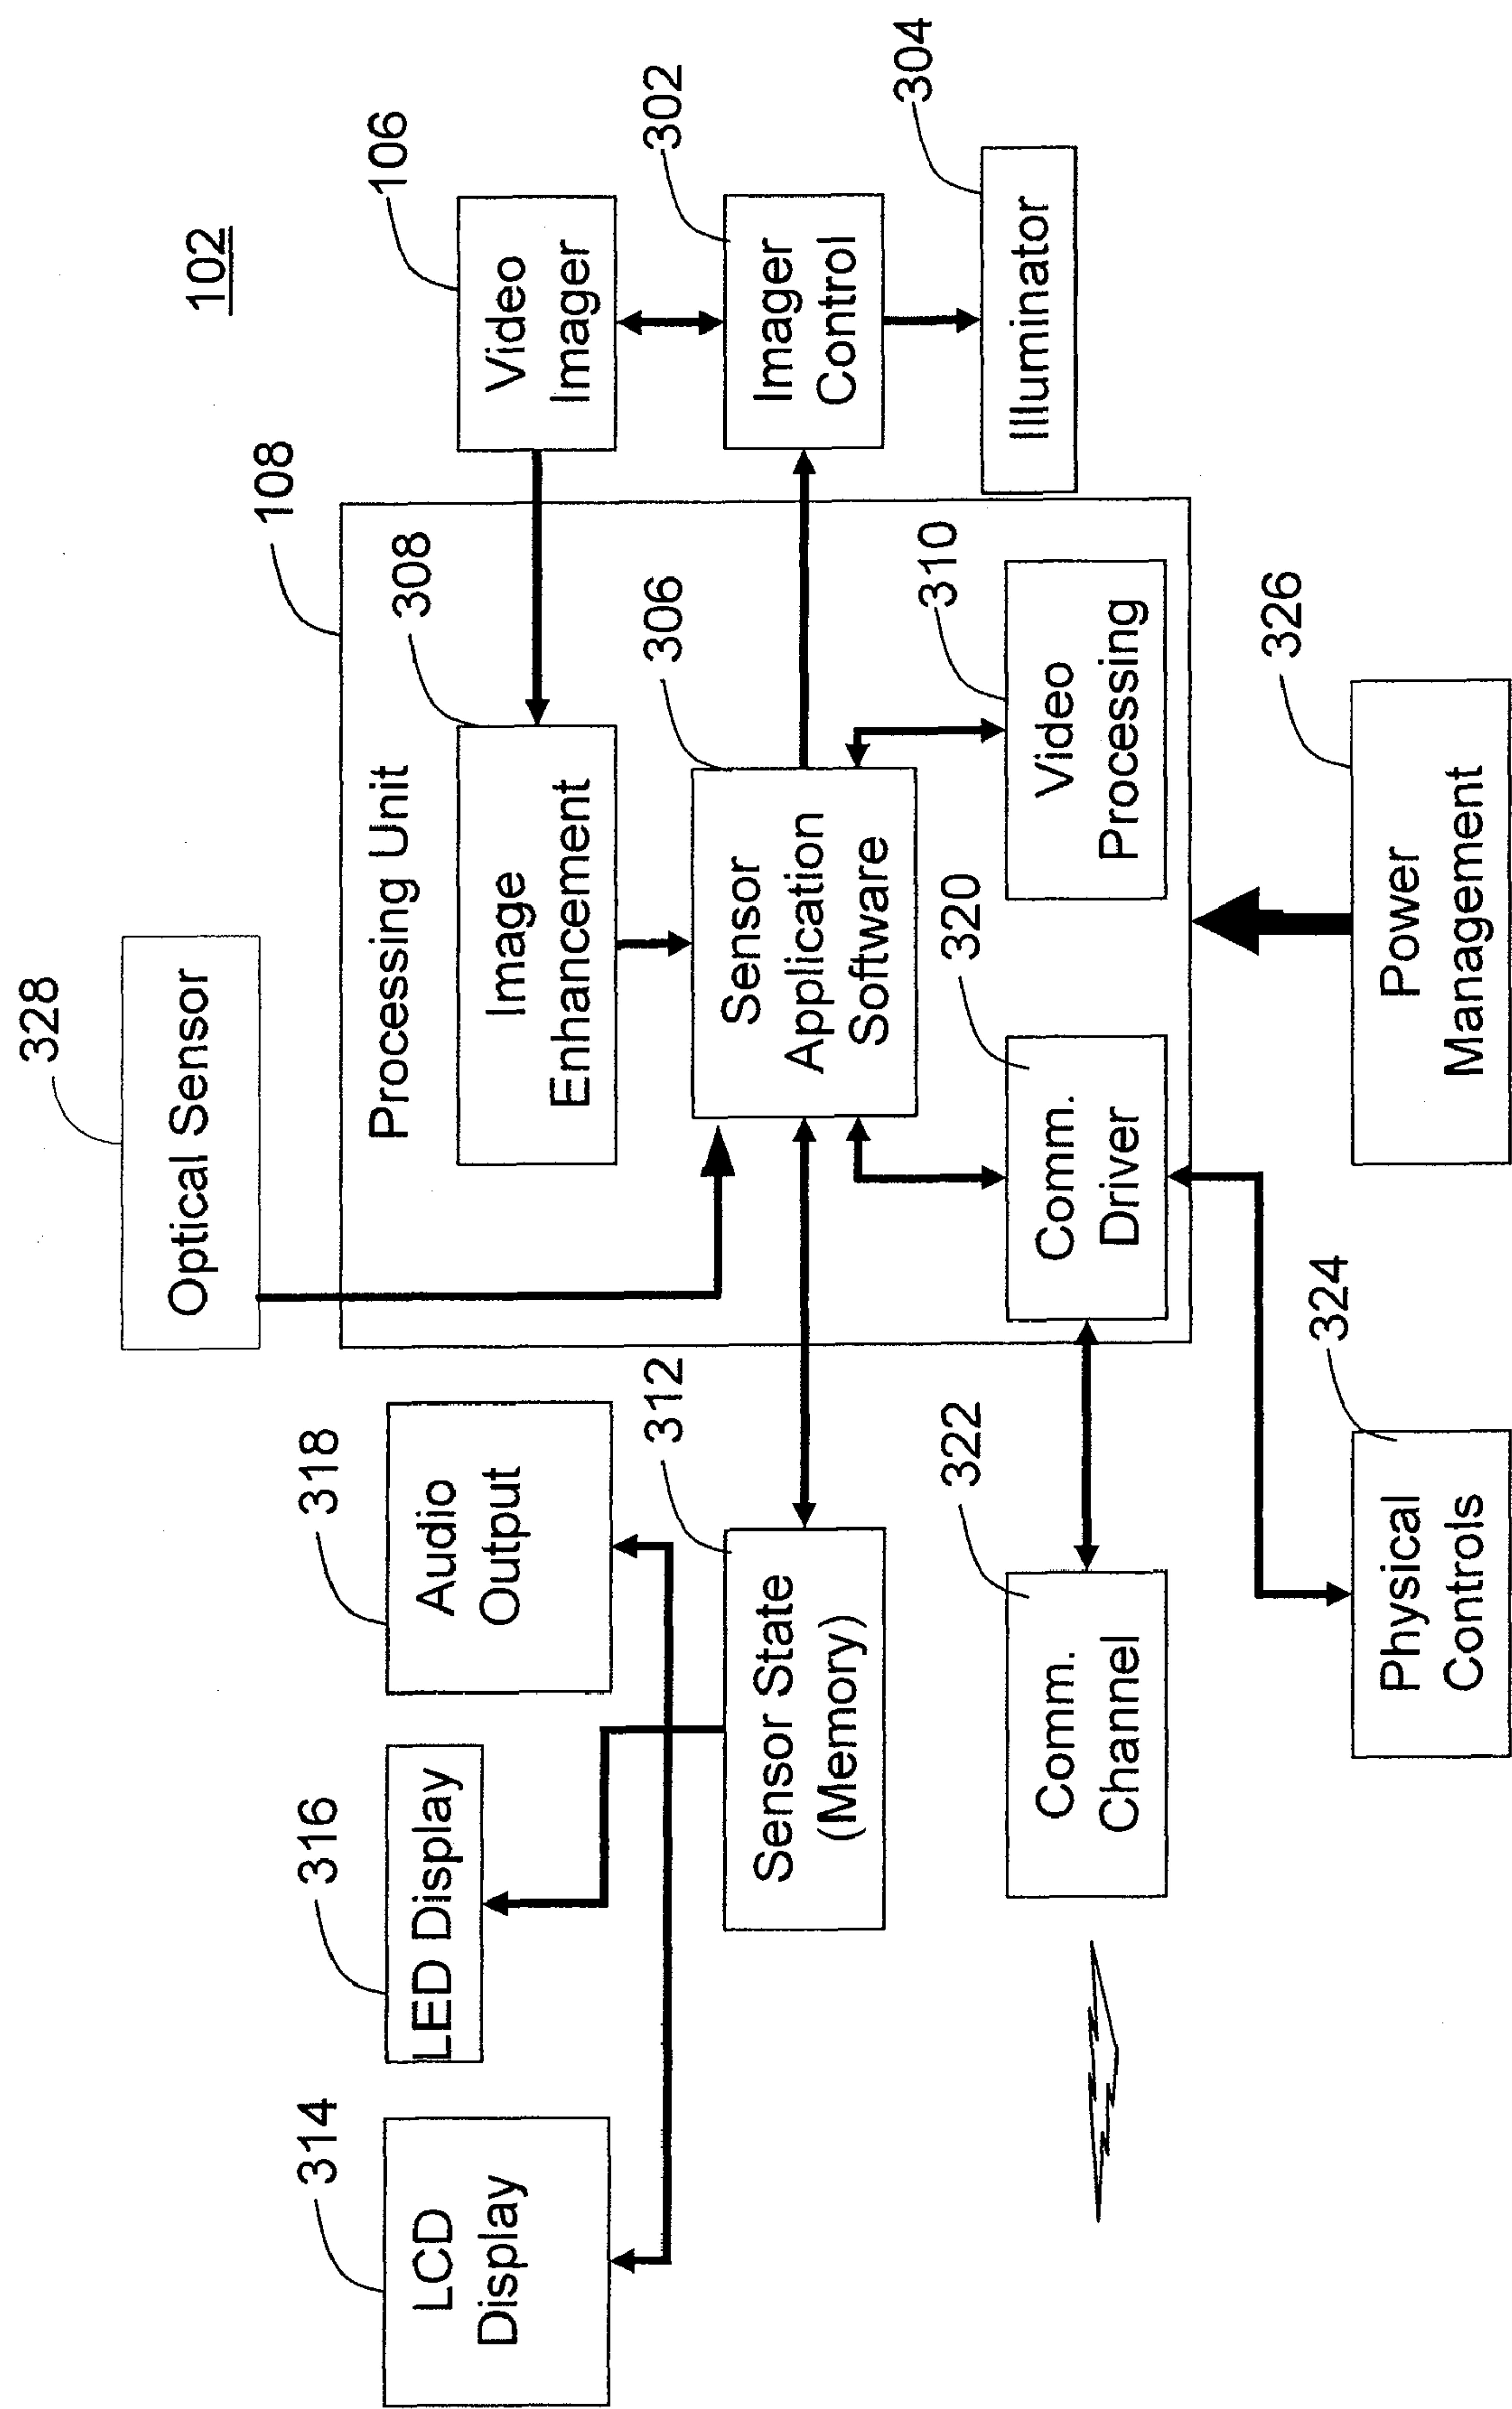 102
328
Optical Sensor
108
Processing Unit
314
LCD
Display
316
LED Display
318
Audio
Output
308
Image
Enhancement
106
Video
Imager
312
Sensor State
(Memory)
306
Sensor
Application
Software
302
Imager
Control
322
Comm.
Channel
320
Comm.
Driver
310
Video
Processing
304
Illuminator
324
Physical
Controls
326
Power
Management